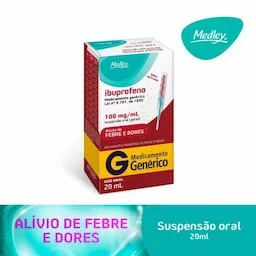 Medley
Medley
ibuprofeno
Medicamento genérico
Lei nº 9.787, de 1999
100 mg/mL
suspensão oral (gotas)
Alívio de
FEBRE E DORES
G Medicamento
Genérico
USO ORAL
20 mL
ALÍVIO DE FEBRE
E DORES
Suspensão oral
20ml